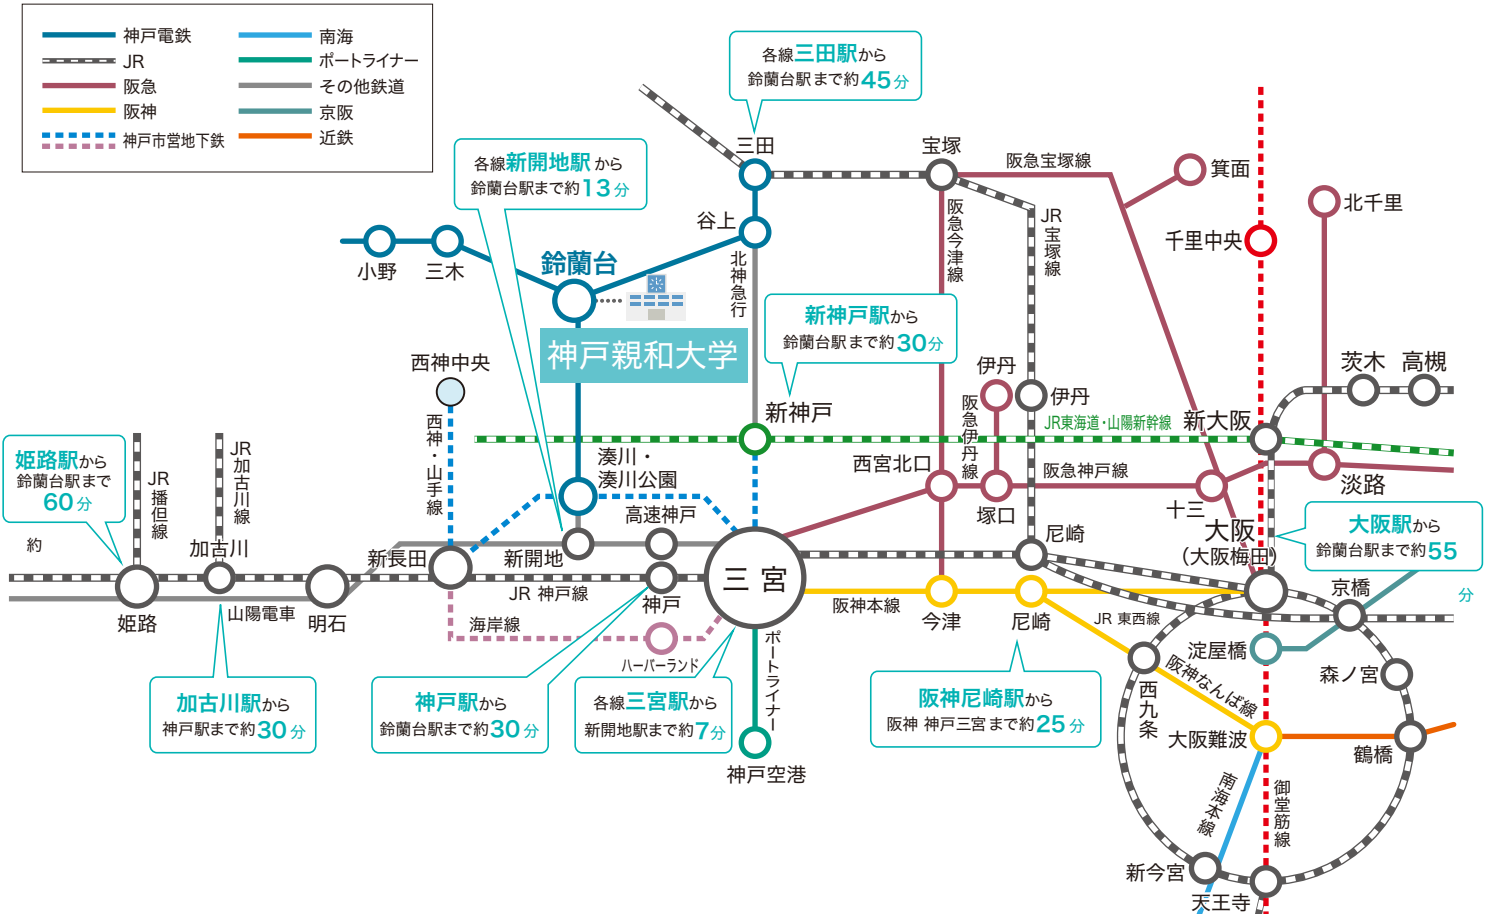 神戸電鉄
JR
阪急
阪神
神戸市営地下鉄
南海
ポートライナー
その他鉄道
京阪
近鉄
各線三田駅から
鈴蘭台駅まで約45分
各線新開地駅から
鈴蘭台駅まで約13分
三田
宝塚
阪急宝塚線
箕面
北千里
千里中央
谷上
北神急行
阪急今津線
JR宝塚線
小野
三木
鈴蘭台
神戸親和大学
新神戸駅から
鈴蘭台駅まで約30分
西神中央
西神・山手線
新神戸
伊丹
伊丹
阪急伊丹線
茨木
高槻
JR東海道・山陽新幹線
新大阪
姫路駅から
鈴蘭台駅まで
60分
約
JR播但線
JR加古川線
湊川・
湊川公園
西宮北口
阪急神戸線
塚口
十三
淡路
高速神戸
尼崎
大阪
(大阪梅田)
大阪駅から
鈴蘭台駅まで約55
分
加古川
新長田
新開地
三宮
JR 神戸線
神戸
姫路
山陽電車
明石
海岸線
ハーバーランド
阪神本線
今津
尼崎
JR 東西線
京橋
淀屋橋
森ノ宮
西九条
阪神なんば線
大阪難波
鶴橋
ポートライナー
神戸空港
加古川駅から
神戸駅まで約30分
神戸駅から
鈴蘭台駅まで約30分
各線三宮駅から
新開地駅まで約7分
阪神尼崎駅から
阪神 神戸三宮まで約25分
南海本線
御堂筋線
新今宮
天王寺